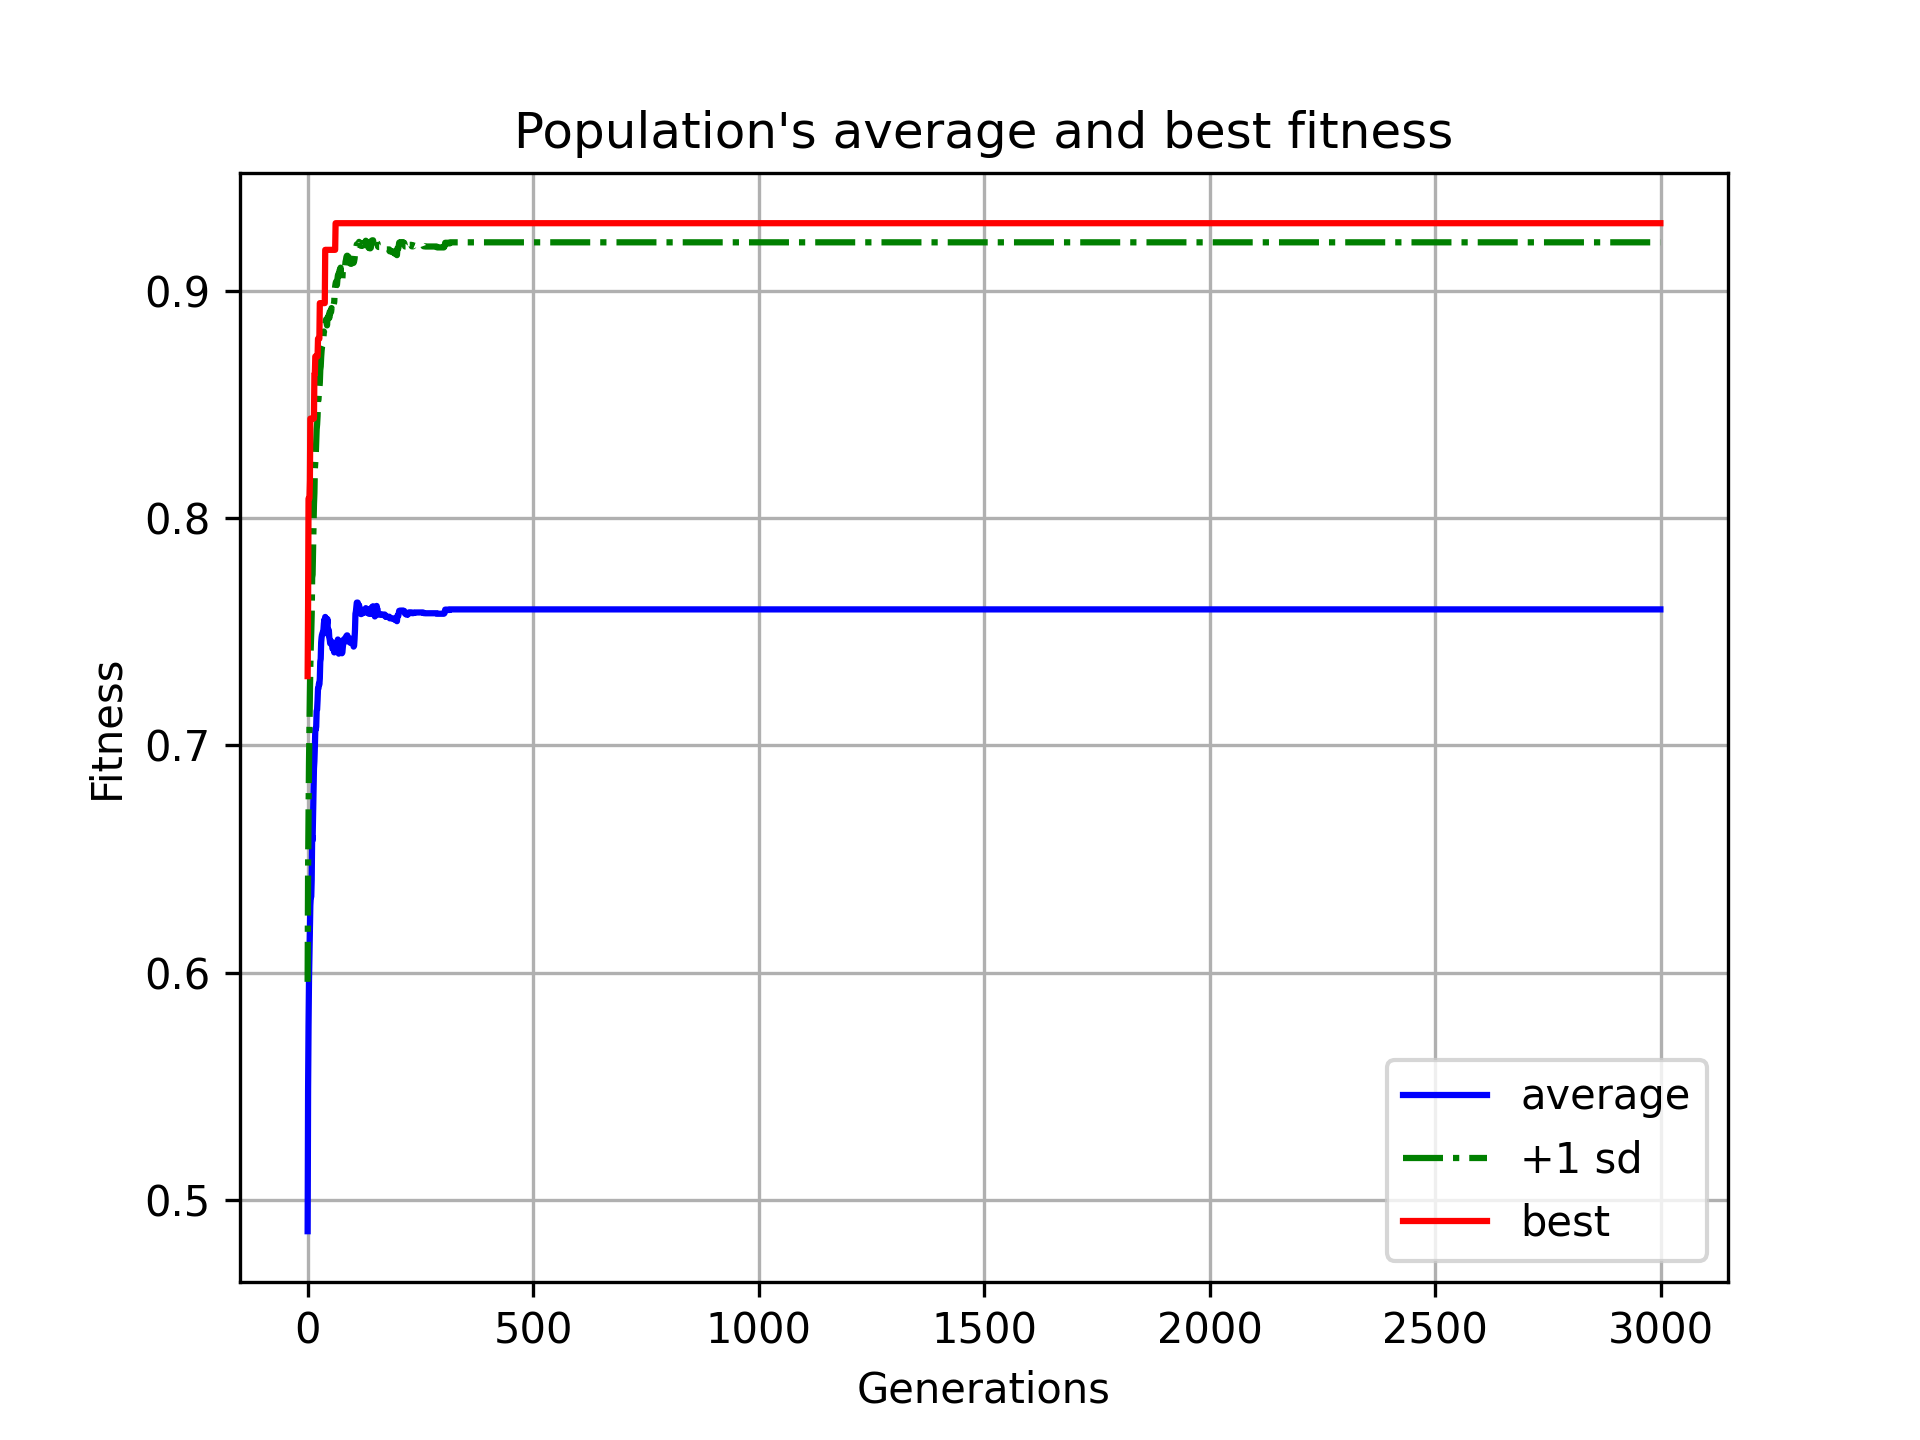 Population's average and best fitness
Fitness
0.9
0.8
0.7
0.6
0.5
0 500 1000 1500 2000 2500 3000
Generations
average
+1 sd
best